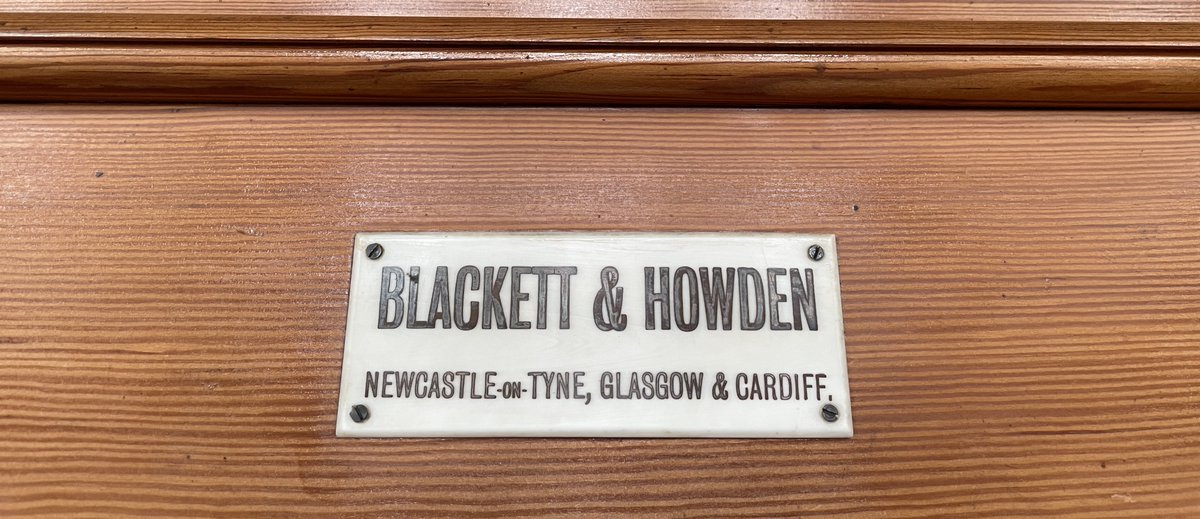 BLACKETT & HOWDEN
NEWCASTLE-ON-TYNE, GLASGOW & CARDIFF.